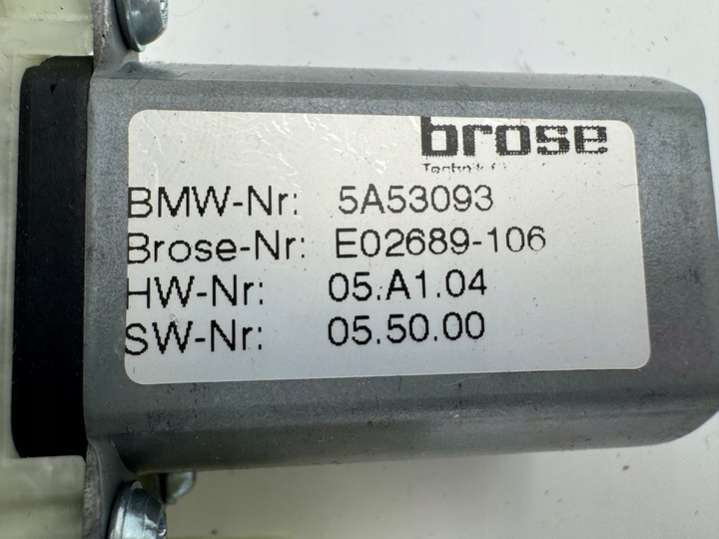 brose
BMW-Nr: 5A53093
Brose-Nr: E02689-106
HW-Nr: 05.A1.04
SW-Nr: 05.50.00